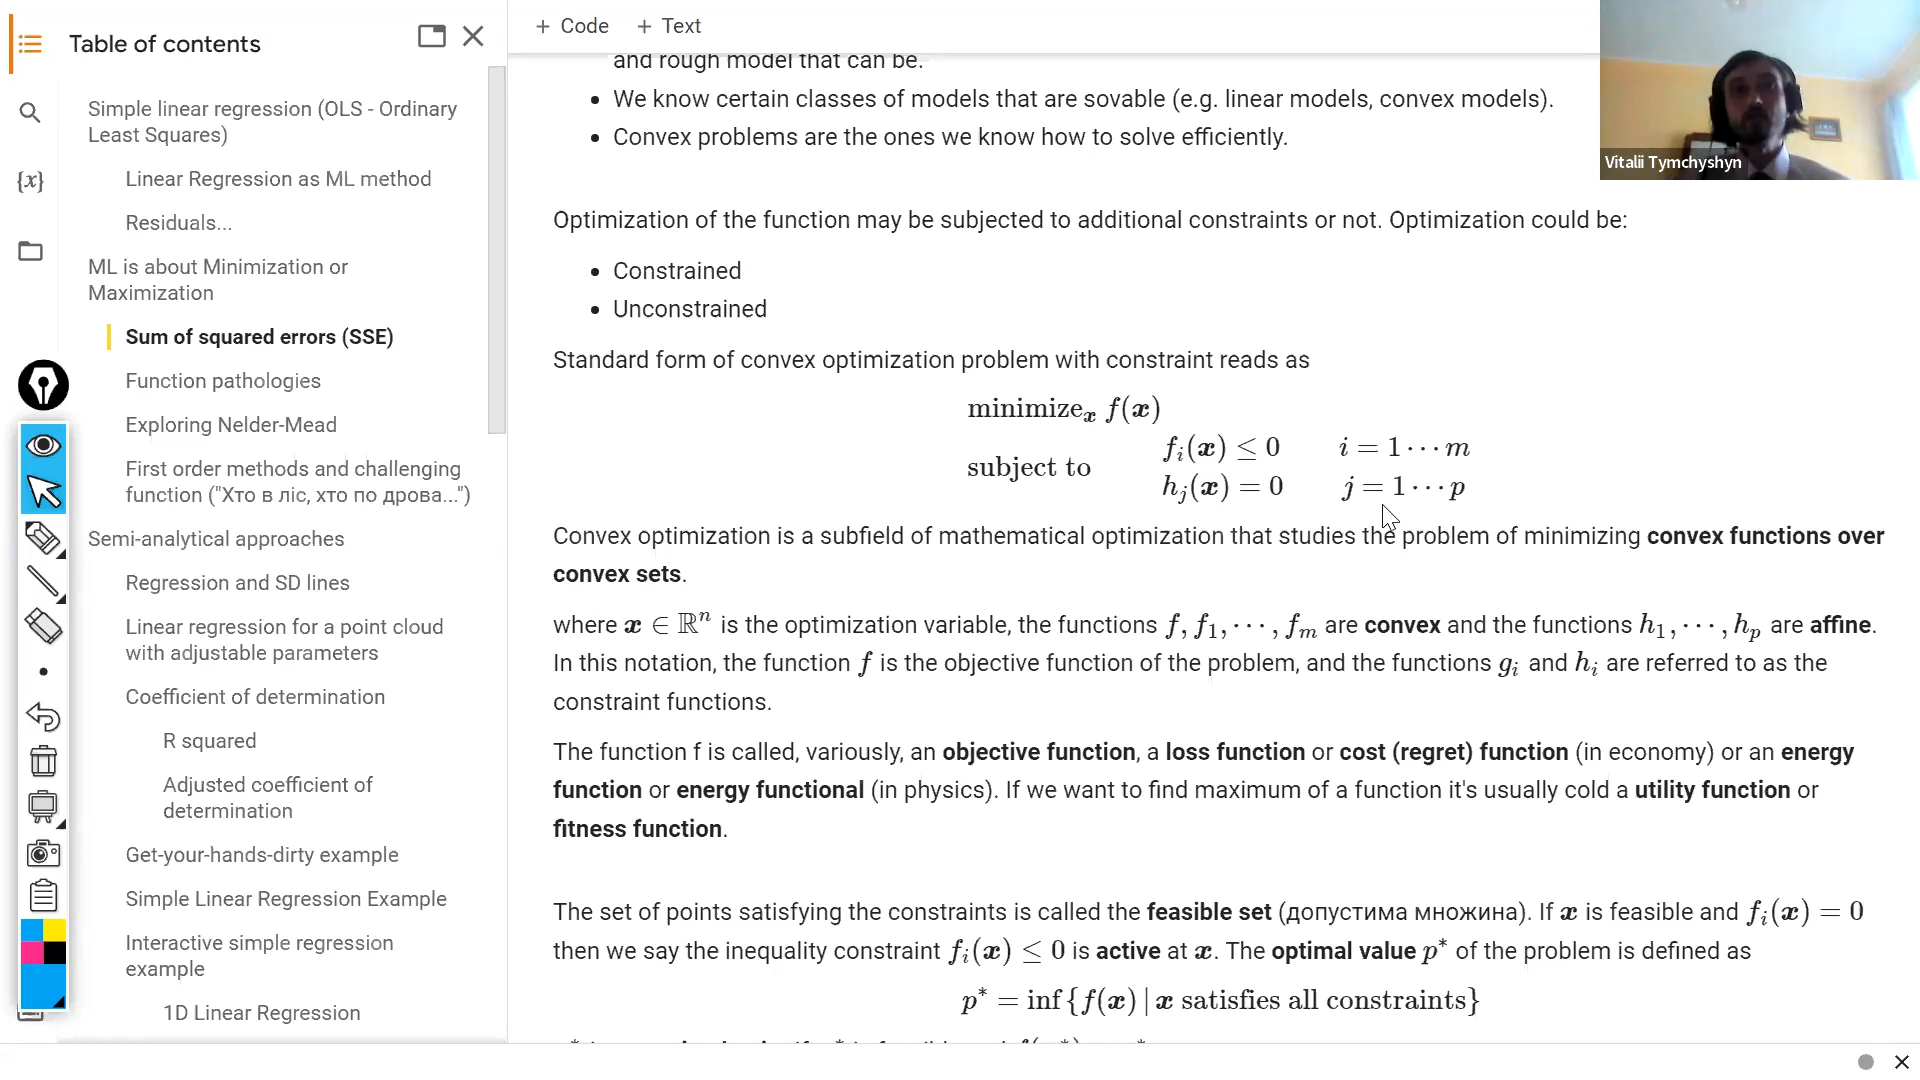 Table of contents
Simple linear regression (OLS - Ordinary
Least Squares)
Linear Regression as ML method
Residuals...
ML is about Minimization or
Maximization
Sum of squared errors (SSE)
Function pathologies
Exploring Nelder-Mead
First order methods and challenging
function ("Хто в ліс, хто по дрова...")
Semi-analytical approaches
Regression and SD lines
Linear regression for a point cloud
with adjustable parameters
Coefficient of determination
R squared
Adjusted coefficient of
determination
Get-your-hands-dirty example
Simple Linear Regression Example
Interactive simple regression
example
1D Linear Regression
{x}
+ Code + Text
and rough model that can be.
• We know certain classes of models that are sovable (e.g. linear models, convex models).
• Convex problems are the ones we know how to solve efficiently.
Optimization of the function may be subjected to additional constraints or not. Optimization could be:
• Constrained
• Unconstrained
Standard form of convex optimization problem with constraint reads as
minimizeₓ f(x)
subject to
fᵢ(x) ≤ 0 i = 1 ⋯ m
hⱼ(x) = 0 j = 1 ⋯ p
Convex optimization is a subfield of mathematical optimization that studies the problem of minimizing convex functions over
convex sets.
where x ∈ ℝⁿ is the optimization variable, the functions f, f₁, ⋯ , fₘ are convex and the functions h₁, ⋯ , hₚ are affine.
In this notation, the function f is the objective function of the problem, and the functions gᵢ and hᵢ are referred to as the
constraint functions.
The function f is called, variously, an objective function, a loss function or cost (regret) function (in economy) or an energy
function or energy functional (in physics). If we want to find maximum of a function it's usually cold a utility function or
fitness function.
The set of points satisfying the constraints is called the feasible set (допустима множина). If x is feasible and fᵢ(x) = 0
then we say the inequality constraint fᵢ(x) ≤ 0 is active at x. The optimal value p* of the problem is defined as
p* = inf {f(x) | x satisfies all constraints}
Vitalii Tymchyshyn